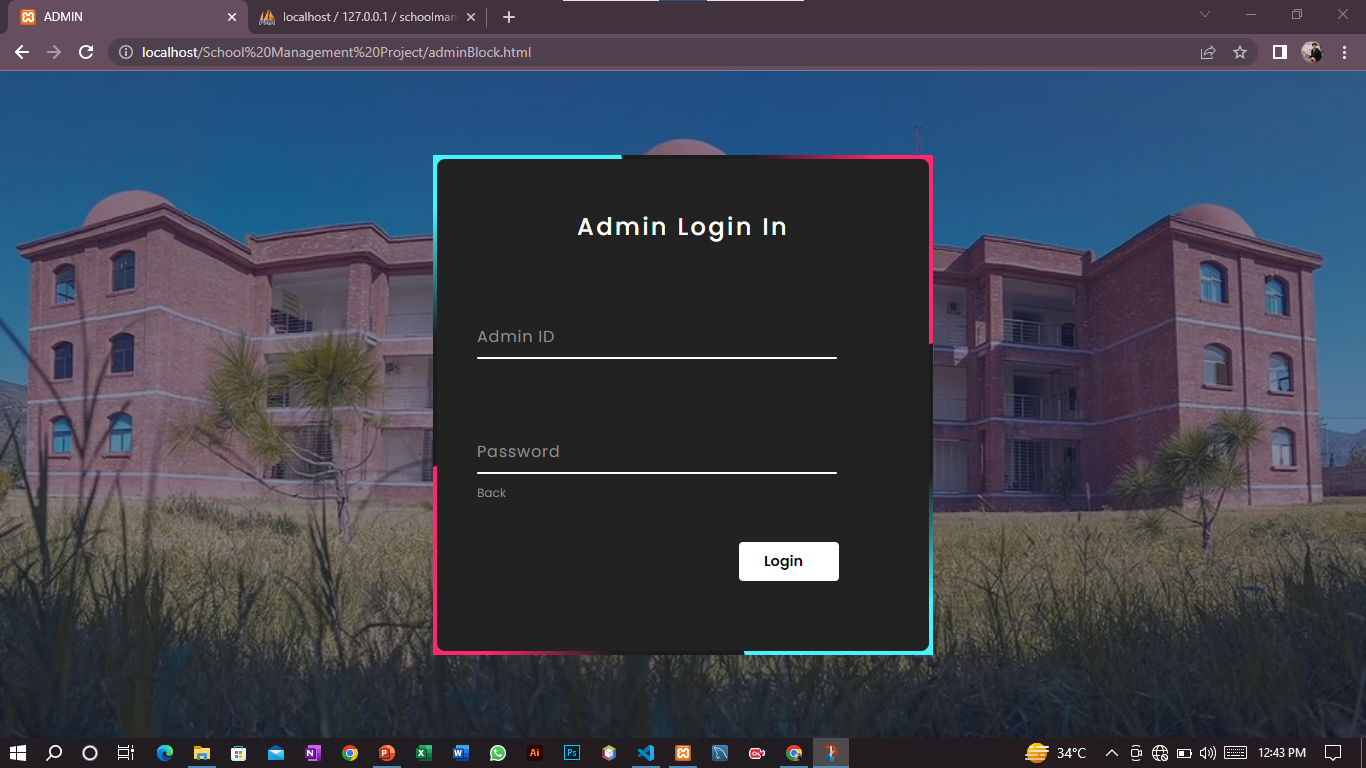 ADMIN
localhost / 127.0.0.1 / schoolman
localhost/School%20Management%20Project/adminBlock.html
Admin Login In
Admin ID
Password
Back
Login
34°C
12:43 PM